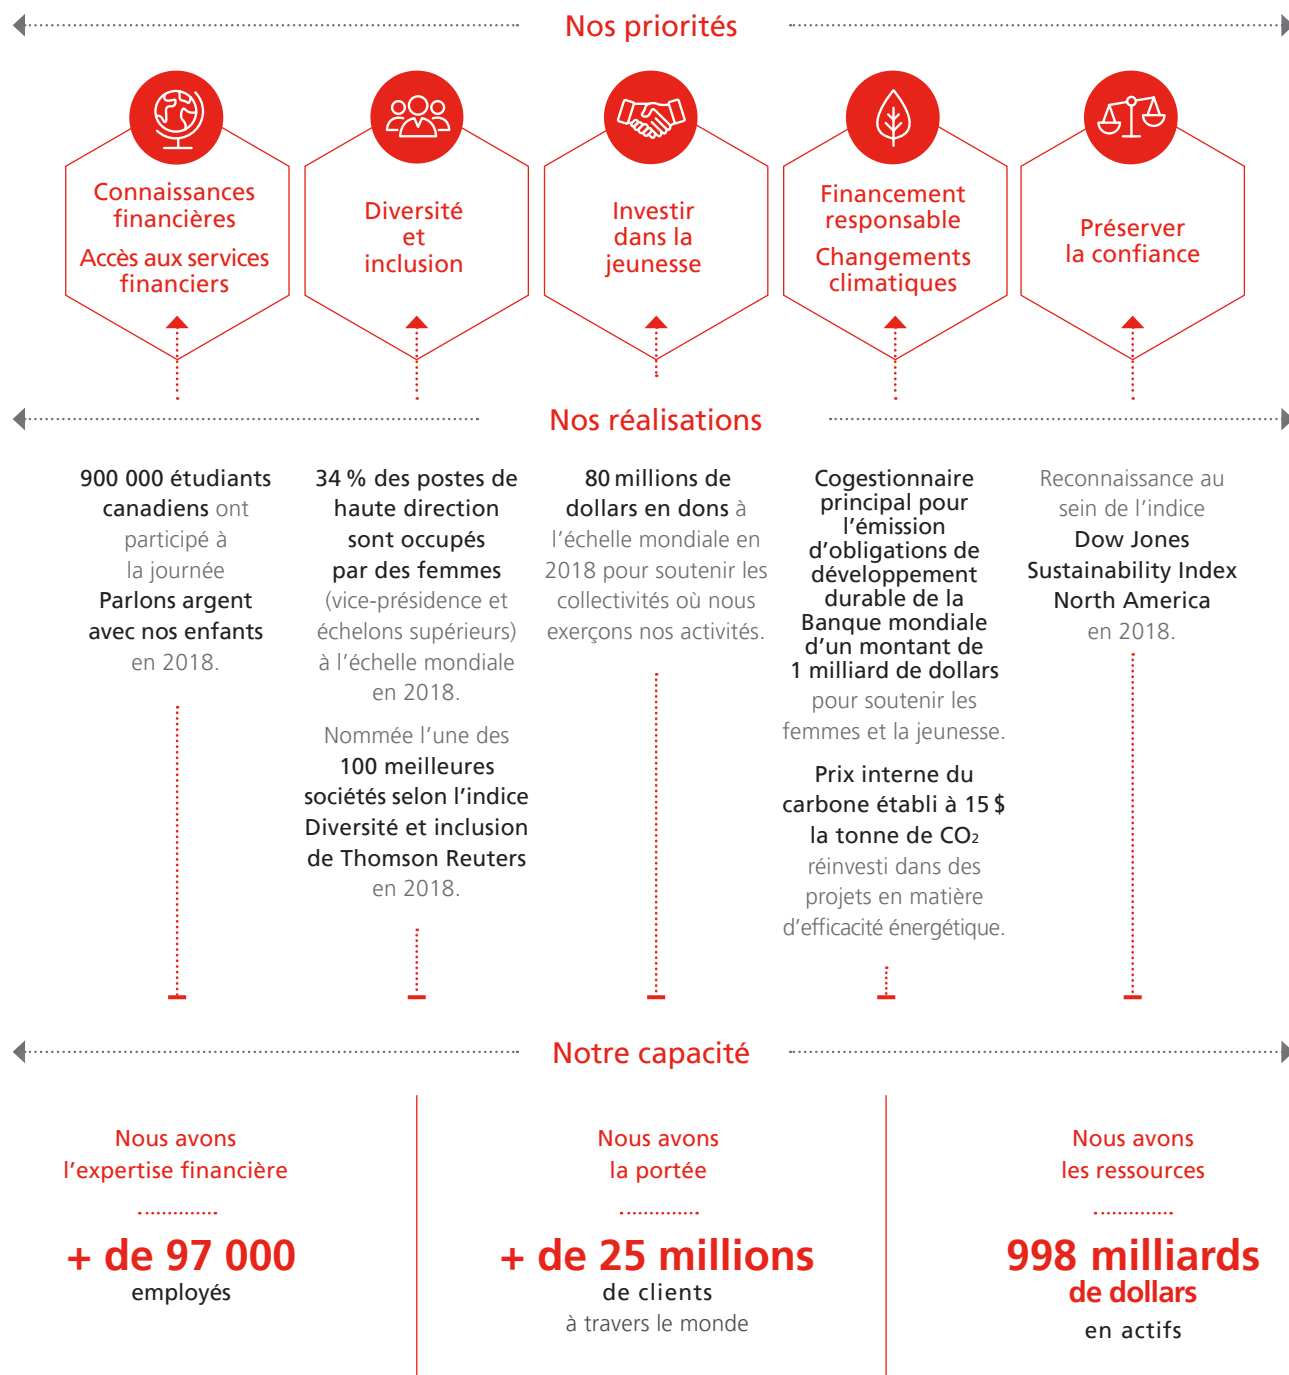 Nos priorités
Connaissances
financières
Accès aux services
financiers
Diversité
et
inclusion
Investir
dans la
jeunesse
Financement
responsable
Changements
climatiques
Préserver
la confiance
Nos réalisations
900 000 étudiants
canadiens ont
participé à
la journée
Parlons argent
avec nos enfants
en 2018.
34 % des postes de
haute direction
sont occupés
par des femmes
(vice-présidence et
échelons supérieurs)
à l’échelle mondiale
en 2018.
Nommée l’une des
100 meilleures
sociétés selon l’indice
Diversité et inclusion
de Thomson Reuters
en 2018.
80 millions de
dollars en dons à
l’échelle mondiale en
2018 pour soutenir les
collectivités où nous
exerçons nos activités.
Cogestionnaire
principal pour
l’émission
d’obligations de
développement
durable de la
Banque mondiale
d’un montant de
1 milliard de dollars
pour soutenir les
femmes et la jeunesse.
Prix interne du
carbone établi à 15 $
la tonne de CO₂
réinvesti dans des
projets en matière
d’efficacité énergétique.
Reconnaissance au
sein de l’indice
Dow Jones
Sustainability Index
North America
en 2018.
Notre capacité
Nous avons
l’expertise financière
+ de 97 000
employés
Nous avons
la portée
+ de 25 millions
de clients
à travers le monde
Nous avons
les ressources
998 milliards
de dollars
en actifs